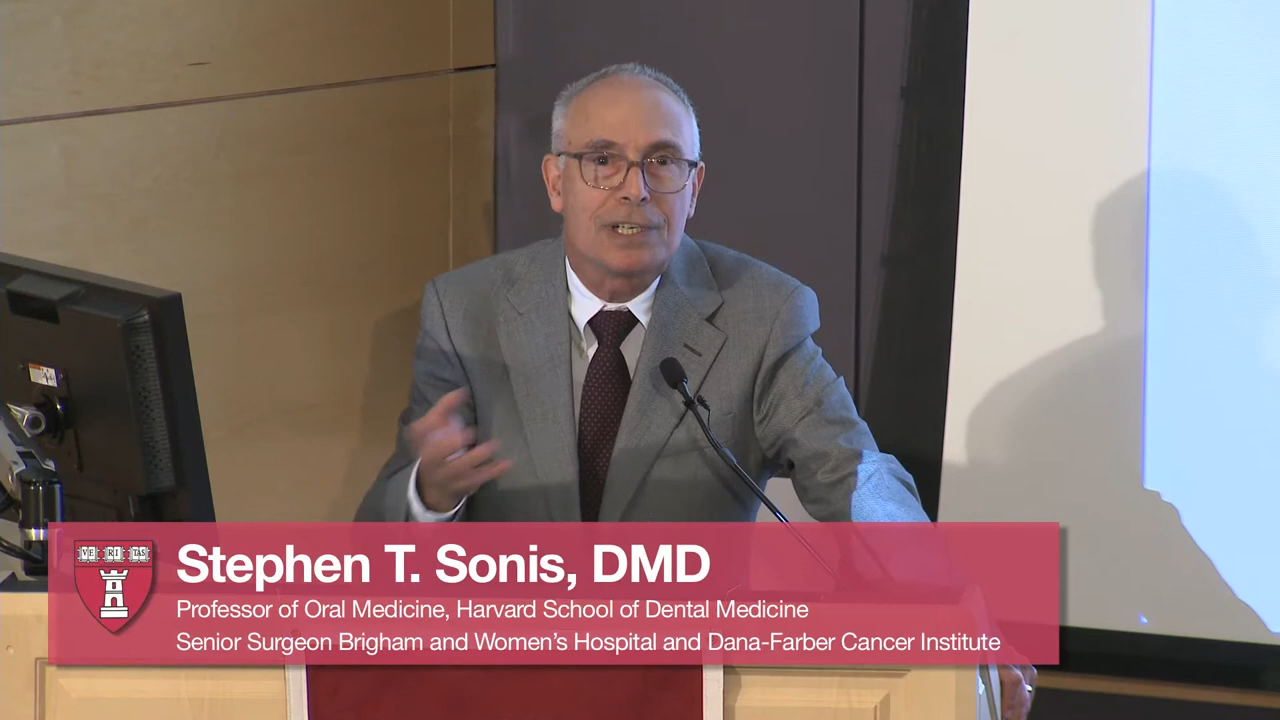 VE RI TAS
Stephen T. Sonis, DMD
Professor of Oral Medicine, Harvard School of Dental Medicine
Senior Surgeon Brigham and Women's Hospital and Dana-Farber Cancer Institute